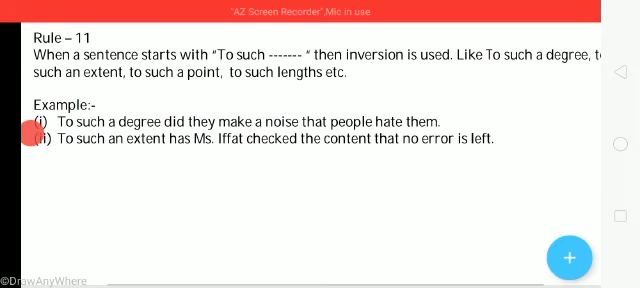 "AZ Screen Recorder",Mic in use
Rule – 11
When a sentence starts with "To such ------- " then inversion is used. Like To such a degree,
such an extent, to such a point, to such lengths etc.
Example:-
(i) To such a degree did they make a noise that people hate them.
(ii) To such an extent has Ms. Iffat checked the content that no error is left.
©DrawAnyWhere